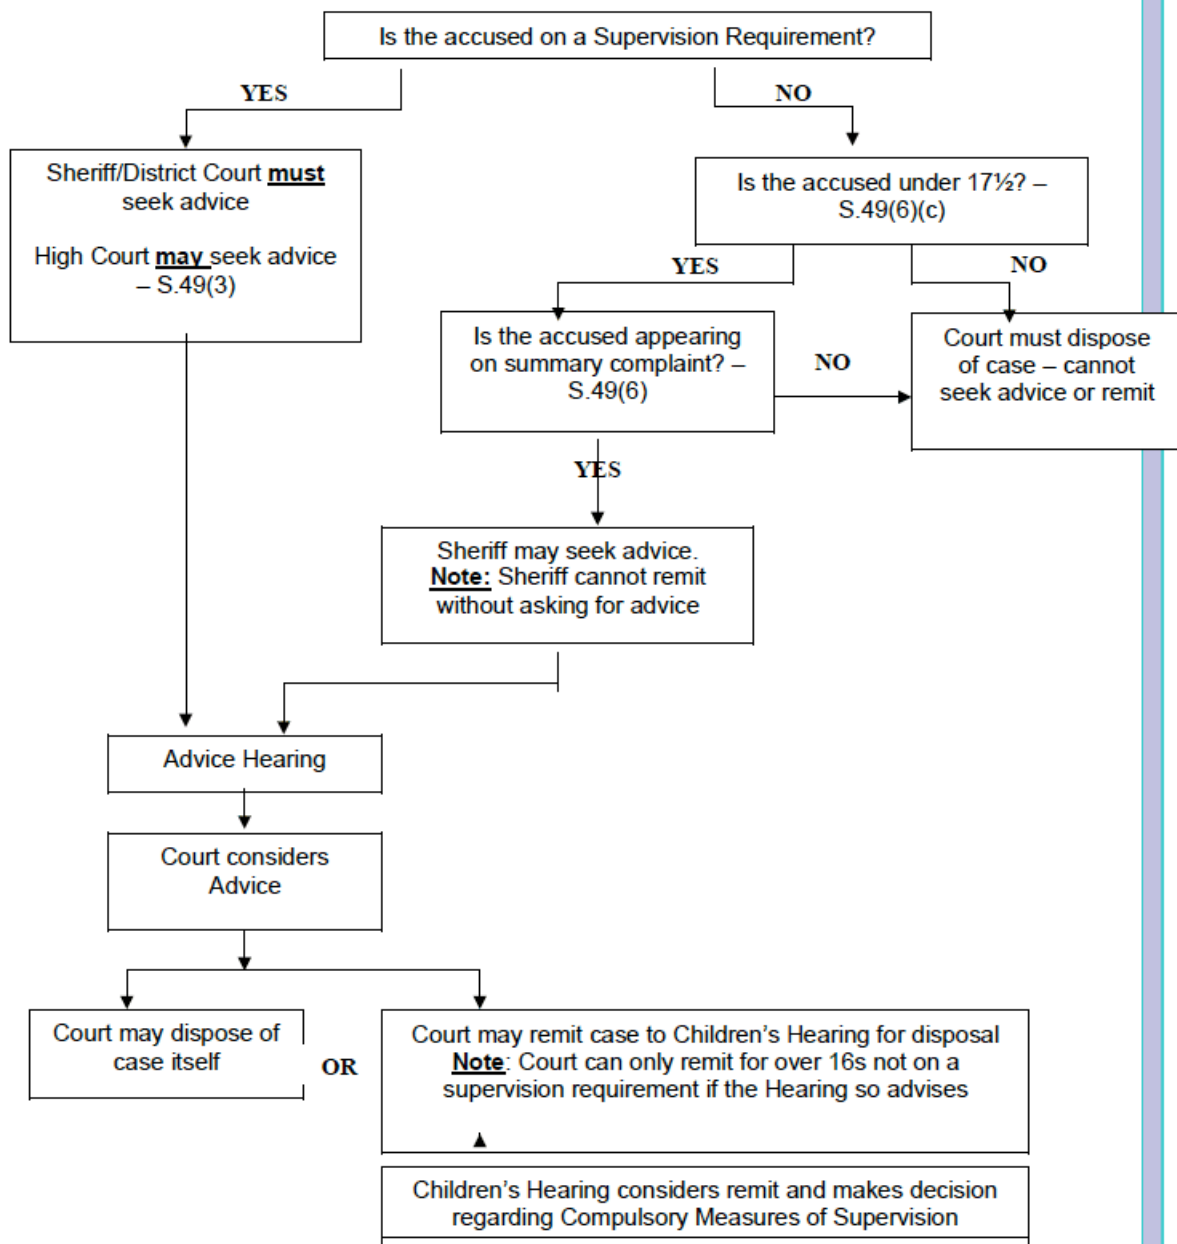 Is the accused on a Supervision Requirement?
YES
NO
Sheriff/District Court must
seek advice
High Court may seek advice
– S.49(3)
Is the accused under 17½? –
S.49(6)(c)
YES
NO
Is the accused appearing
on summary complaint? –
S.49(6)
NO
Court must dispose
of case – cannot
seek advice or remit
YES
Sheriff may seek advice.
Note: Sheriff cannot remit
without asking for advice
Advice Hearing
Court considers
Advice
Court may dispose of
case itself
OR
Court may remit case to Children's Hearing for disposal
Note: Court can only remit for over 16s not on a
supervision requirement if the Hearing so advises
Children's Hearing considers remit and makes decision
regarding Compulsory Measures of Supervision